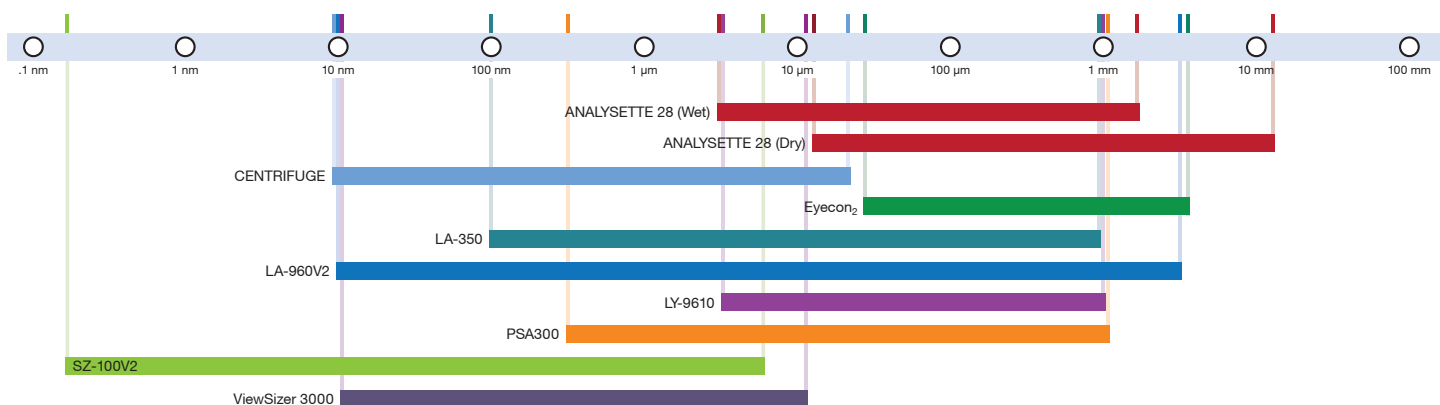 .1 nm 1 nm 10 nm 100 nm 1 µm 10 µm 100 µm 1 mm 10 mm 100 mm
ANALYSETTE 28 (Wet)
ANALYSETTE 28 (Dry)
CENTRIFUGE
Eyecon₂
LA-350
LA-960V2
LY-9610
PSA300
SZ-100V2
ViewSizer 3000